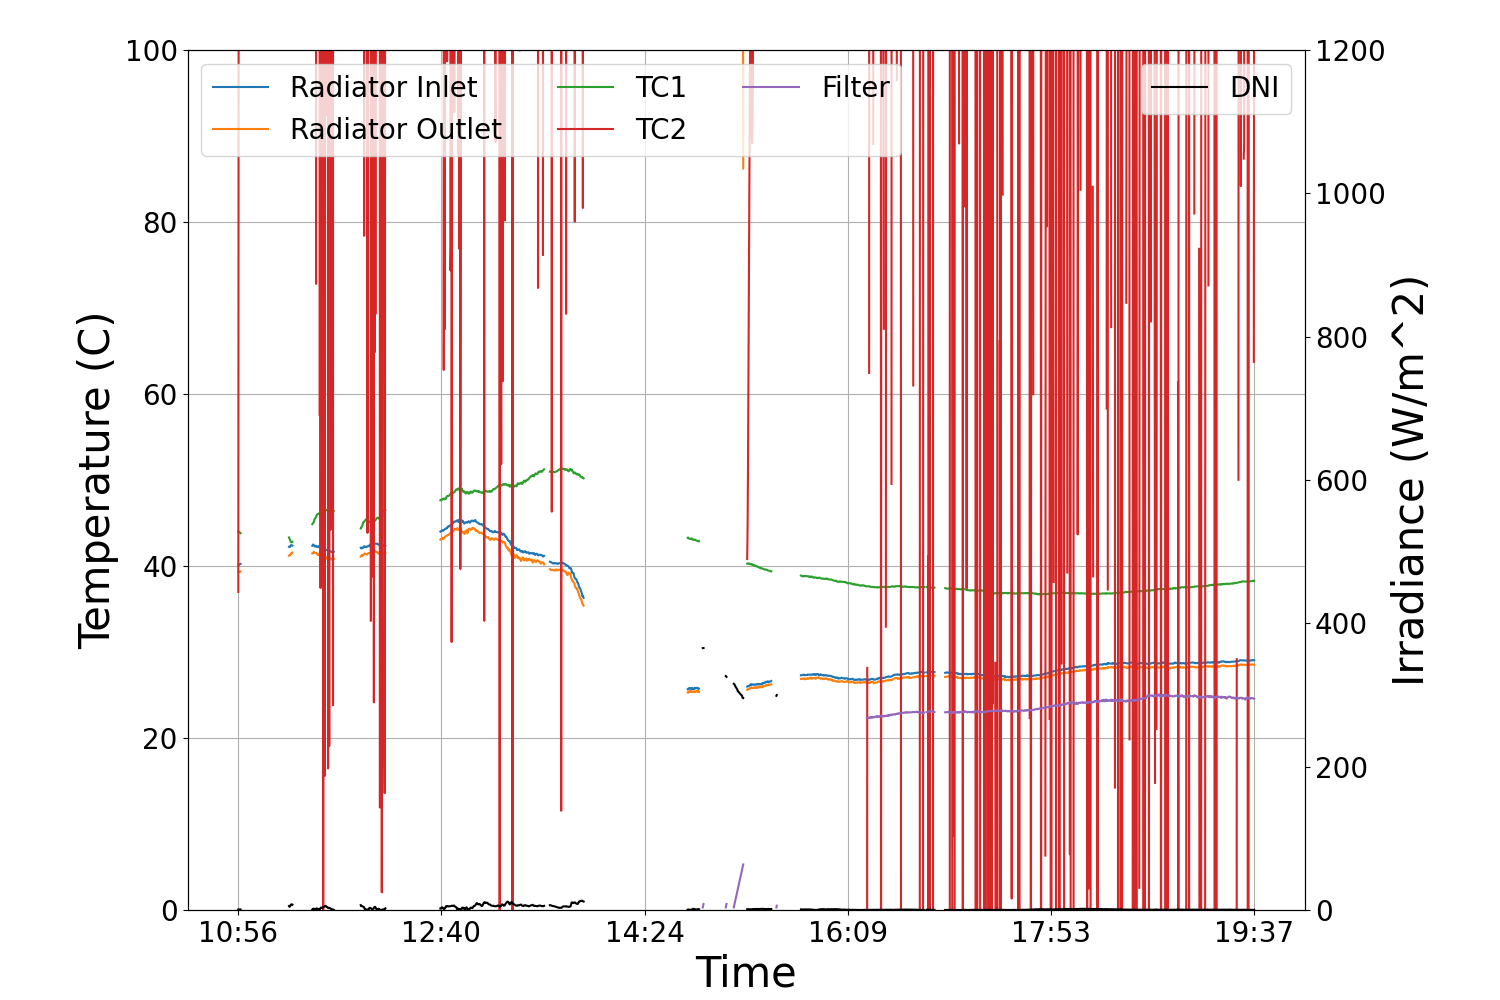 100
80
60
40
20
0
Temperature (C)
Radiator Inlet
Radiator Outlet
TC1
TC2
Filter
DNI
1200
1000
800
600
400
200
0
Irradiance (W/m^2)
10:56 12:40 14:24 16:09 17:53 19:37
Time